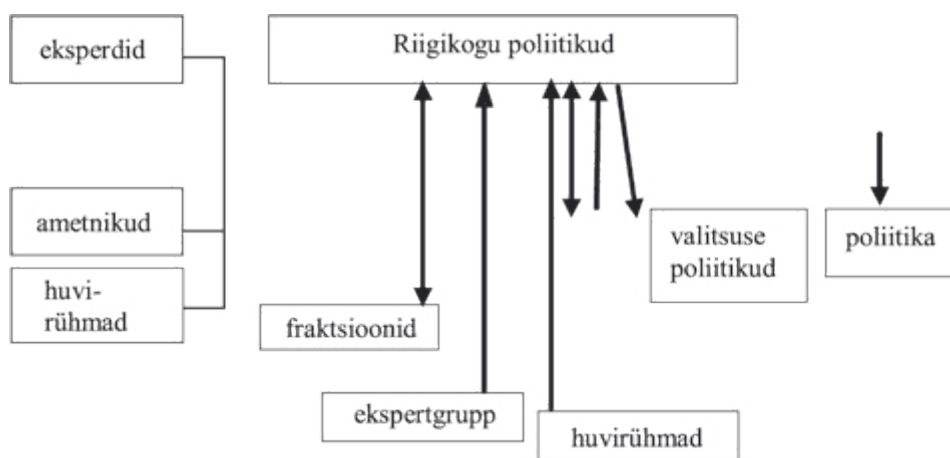 eksperdid
Riigikogu poliitikud
ametnikud
valitsuse
poliitikud
poliitika
huvi-
rühmad
fraktsioonid
ekspertgrupp
huvirühmad